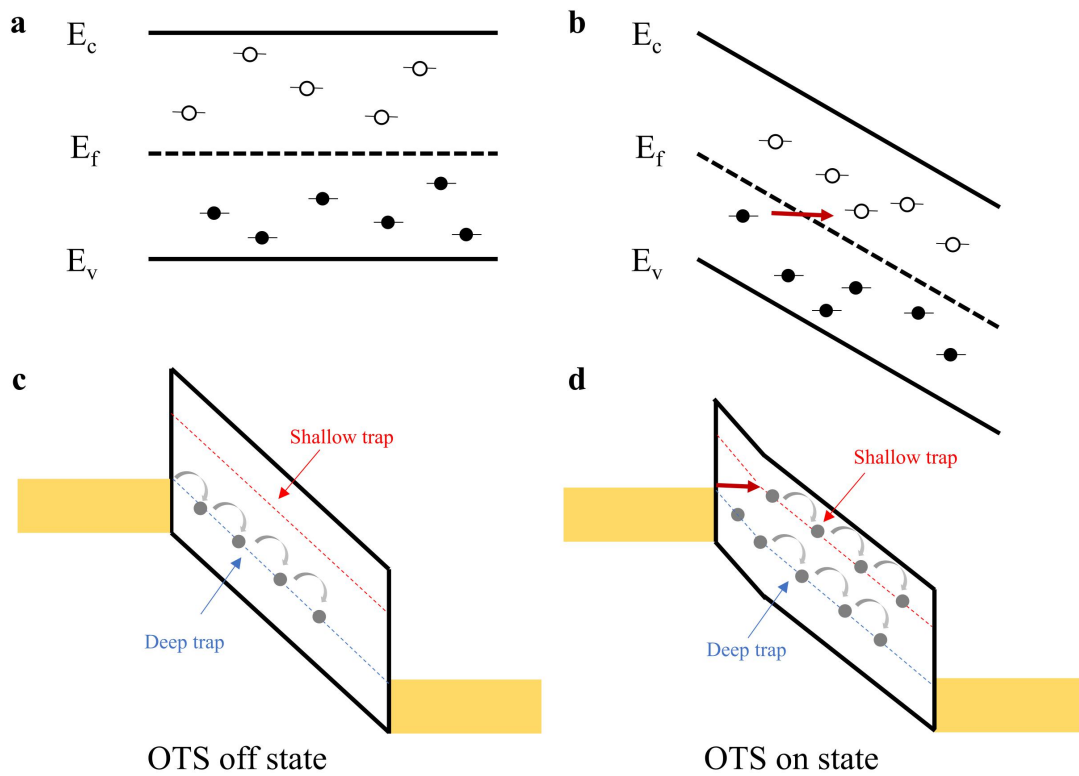 a
E_c
E_f
E_v
b
E_c
E_f
E_v
c
Shallow trap
Deep trap
OTS off state
d
Shallow trap
Deep trap
OTS on state